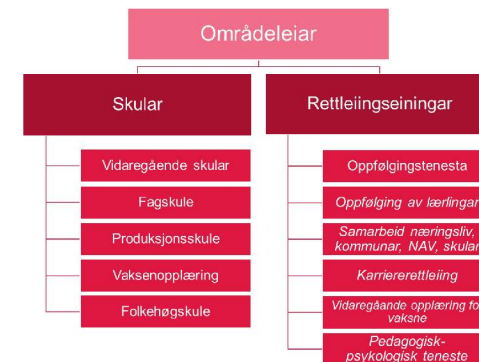 Områdeleiar
Skular
Rettleiingseiningar
Vidaregående skular
Fagskule
Produksjonsskule
Vaksenopplæring
Folkehøgskule
Oppfølgingstenesta
Oppfølging av lærlingar
Samarbeid næringsliv,
kommunar, NAV, skular
Karriererettleiing
Vidaregåande opplæring fo
vaksne
Pedagogisk-
psykologisk teneste